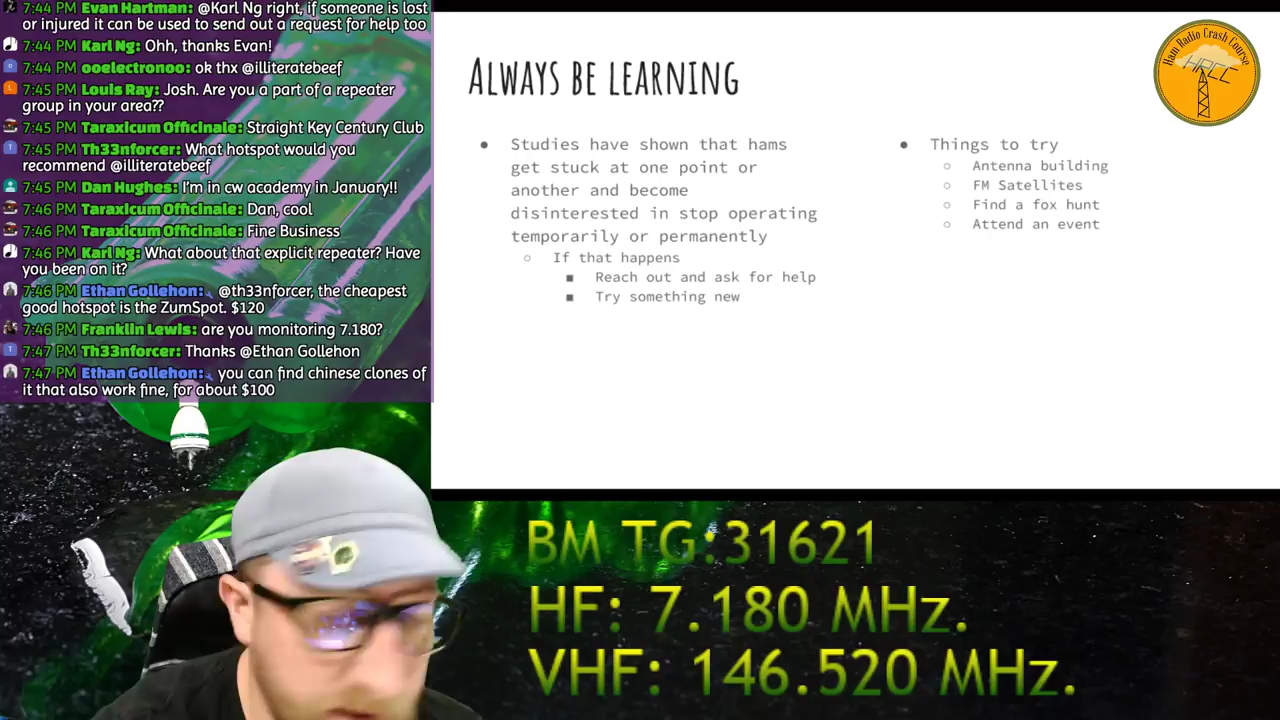 7:44 PM Evan Hartman: @Karl Ng right, if someone is lost
or injured it can be used to send out a request for help too
7:44 PM Karl Ng: Ohh, thanks Evan!
7:44 PM ooelectronoo: ok thx @illiteratebeef
7:45 PM Louis Ray: Josh. Are you a part of a repeater
group in your area??
7:45 PM Taraxicum Officinale: Straight Key Century Club
7:45 PM Th33nforcer: What hotspot would you
recommend @illiteratebeef
7:45 PM Dan Hughes: I'm in cw academy in January!!
7:46 PM Taraxicum Officinale: Dan, cool
7:46 PM Taraxicum Officinale: Fine Business
7:46 PM Karl Ng: What about that explicit repeater? Have
you been on it?
7:46 PM Ethan Gollehon: @th33nforcer, the cheapest
good hotspot is the ZumSpot. $120
7:46 PM Franklin Lewis: are you monitoring 7.180?
7:47 PM Th33nforcer: Thanks @Ethan Gollehon
7:47 PM Ethan Gollehon: you can find chinese clones of
it that also work fine, for about $100
ALWAYS BE LEARNING
Studies have shown that hams
get stuck at one point or
another and become
disinterested in stop operating
temporarily or permanently
If that happens
Reach out and ask for help
Try something new
Things to try
Antenna building
FM Satellites
Find a fox hunt
Attend an event
Ham Radio Crash Course
HRCC
BM TG:31621
HF: 7.180 MHz.
VHF: 146.520 MHz.